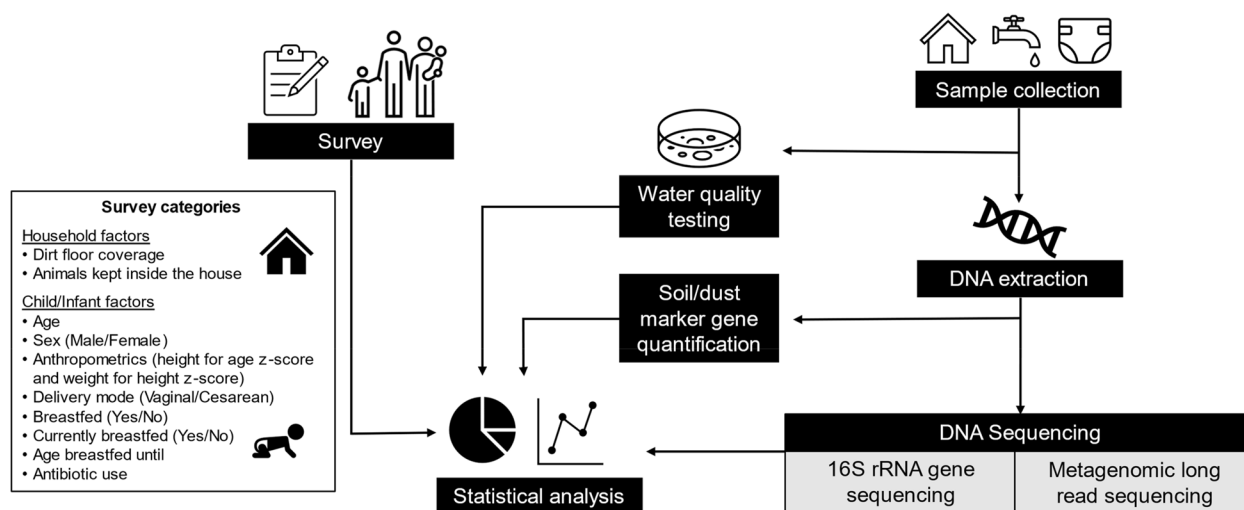 Sample collection
Survey
Water quality
testing
Survey categories
Household factors
• Dirt floor coverage
• Animals kept inside the house
Child/Infant factors
• Age
• Sex (Male/Female)
• Anthropometrics (height for age z-score
and weight for height z-score)
• Delivery mode (Vaginal/Cesarean)
• Breastfed (Yes/No)
• Currently breastfed (Yes/No)
• Age breastfed until
• Antibiotic use
DNA extraction
Soil/dust
marker gene
quantification
DNA Sequencing
16S rRNA gene
sequencing
Metagenomic long
read sequencing
Statistical analysis